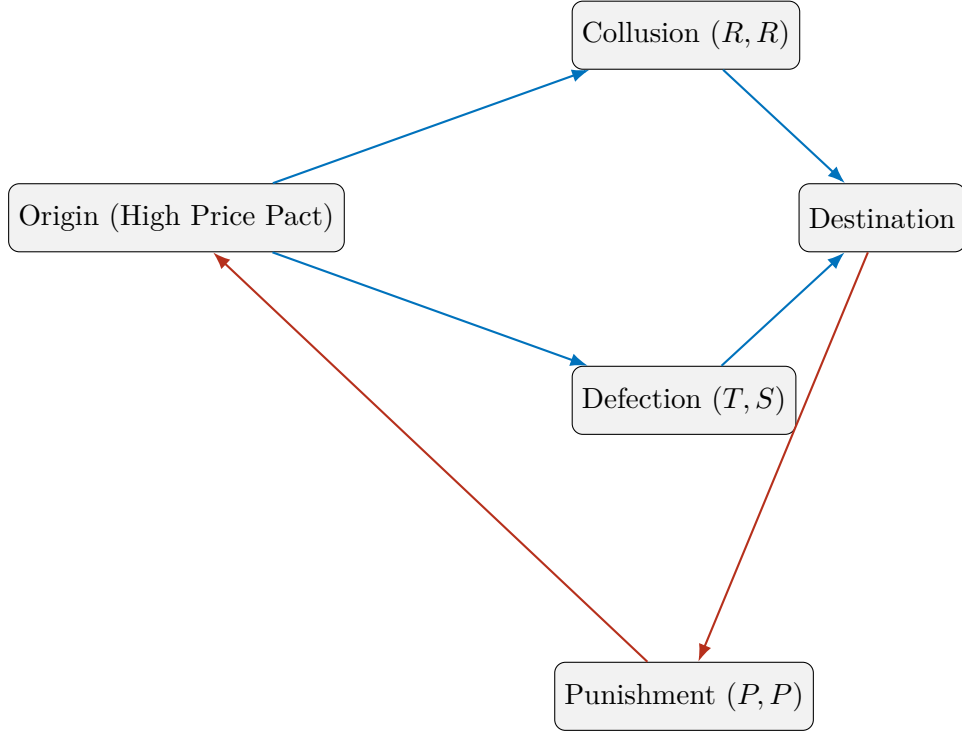 Collusion (R, R)
Origin (High Price Pact)
Destination
Defection (T, S)
Punishment (P, P)